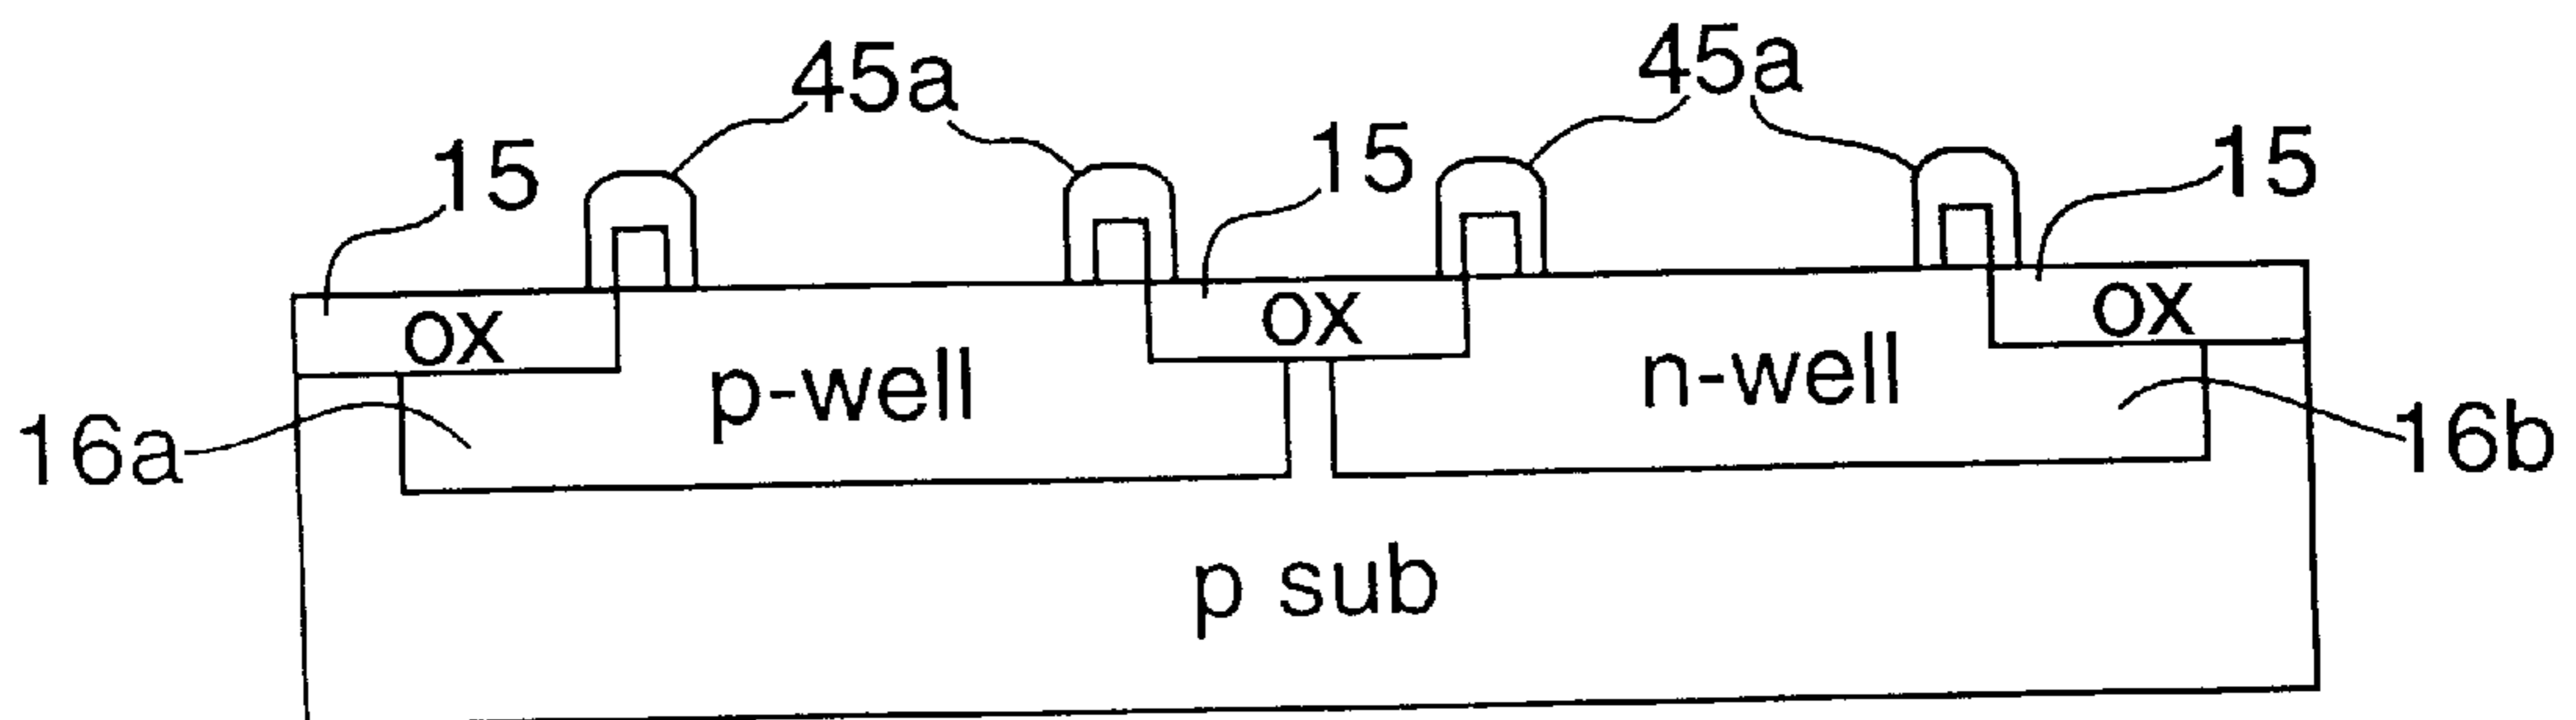 45a 45a
15 15 15
ox ox ox
p-well n-well
16a 16b
p sub